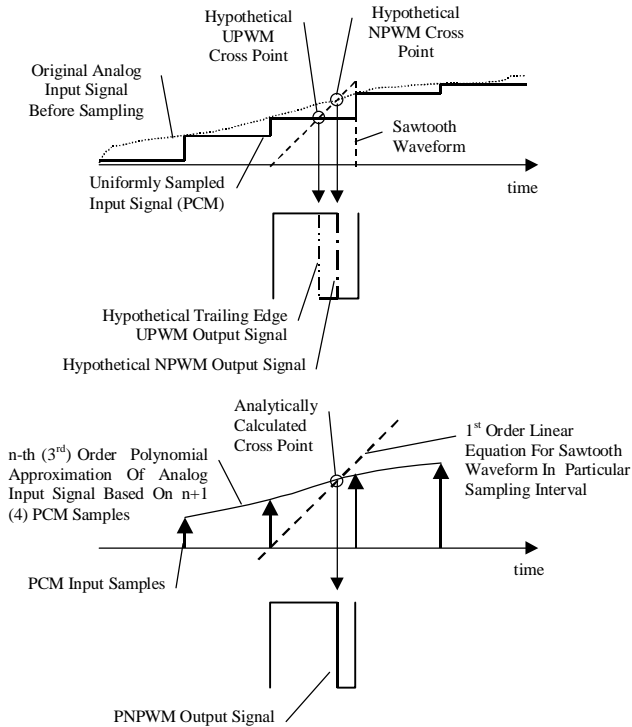 Hypothetical
UPWM
Cross Point
Hypothetical
NPWM Cross
Point
Original Analog
Input Signal
Before Sampling
Sawtooth
Waveform
Uniformly Sampled
Input Signal (PCM)
time
Hypothetical Trailing Edge
UPWM Output Signal
Hypothetical NPWM Output Signal
Analytically
Calculated
Cross Point
1st Order Linear
Equation For Sawtooth
Waveform In Particular
Sampling Interval
n-th (3rd) Order Polynomial
Approximation Of Analog
Input Signal Based On n+1
(4) PCM Samples
time
PCM Input Samples
PNPWM Output Signal